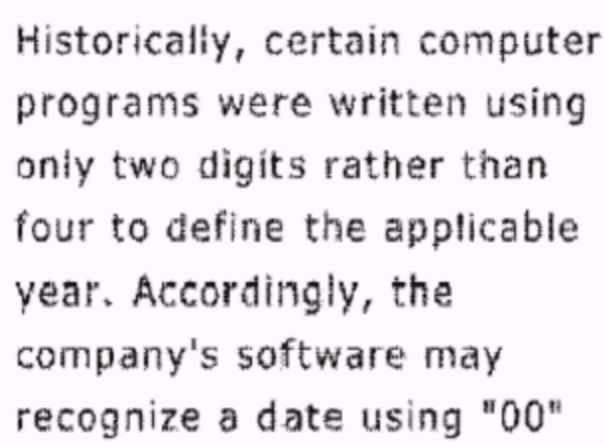 Historically, certain computer
programs were written using
only two digits rather than
four to define the applicable
year. Accordingly, the
company's software may
recognize a date using "00"